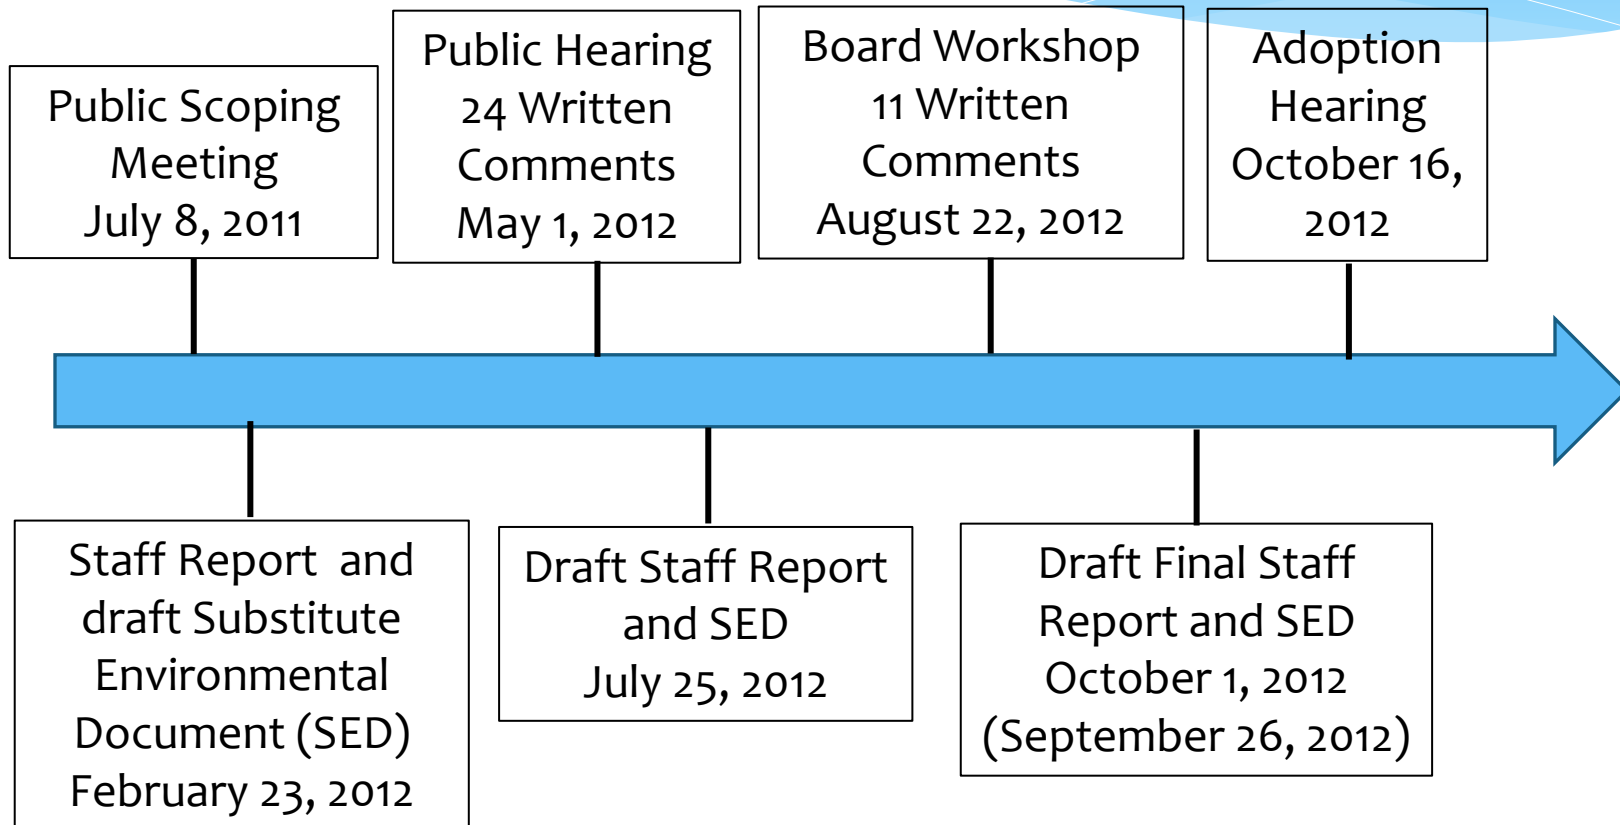 Public Scoping
Meeting
July 8, 2011
Public Hearing
24 Written
Comments
May 1, 2012
Board Workshop
11 Written
Comments
August 22, 2012
Adoption
Hearing
October 16,
2012
Staff Report and
draft Substitute
Environmental
Document (SED)
February 23, 2012
Draft Staff Report
and SED
July 25, 2012
Draft Final Staff
Report and SED
October 1, 2012
(September 26, 2012)